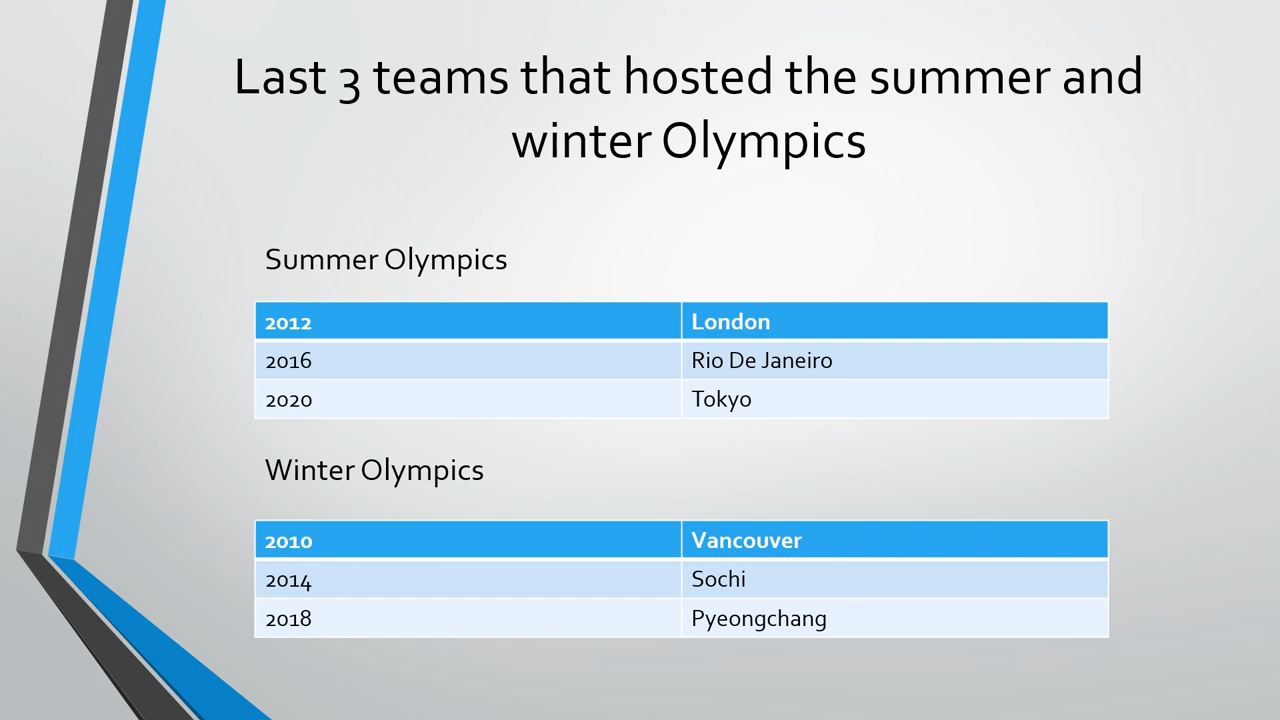 Last 3 teams that hosted the summer and
winter Olympics
Summer Olympics
2012 London
2016 Rio De Janeiro
2020 Tokyo
Winter Olympics
2010 Vancouver
2014 Sochi
2018 Pyeongchang